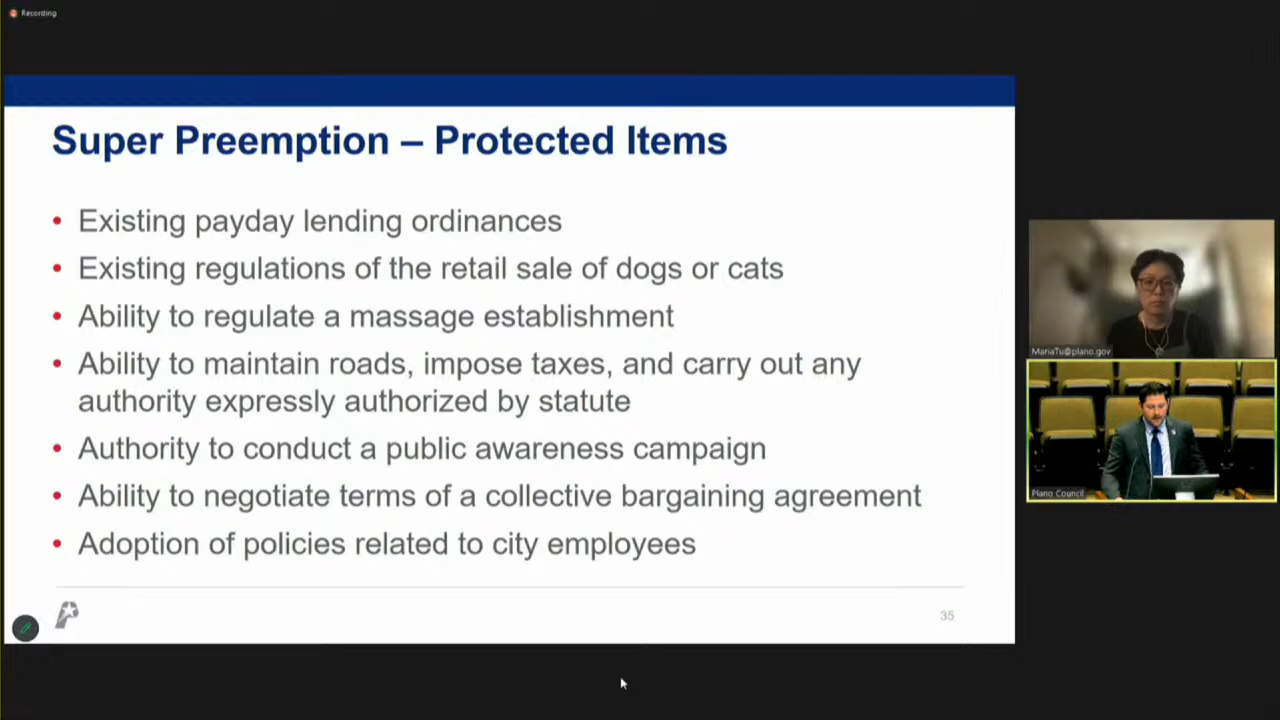 Recording
Super Preemption – Protected Items
• Existing payday lending ordinances
• Existing regulations of the retail sale of dogs or cats
• Ability to regulate a massage establishment
• Ability to maintain roads, impose taxes, and carry out any
authority expressly authorized by statute
• Authority to conduct a public awareness campaign
• Ability to negotiate terms of a collective bargaining agreement
• Adoption of policies related to city employees
35
MariaTu@plano.gov
Plano Council